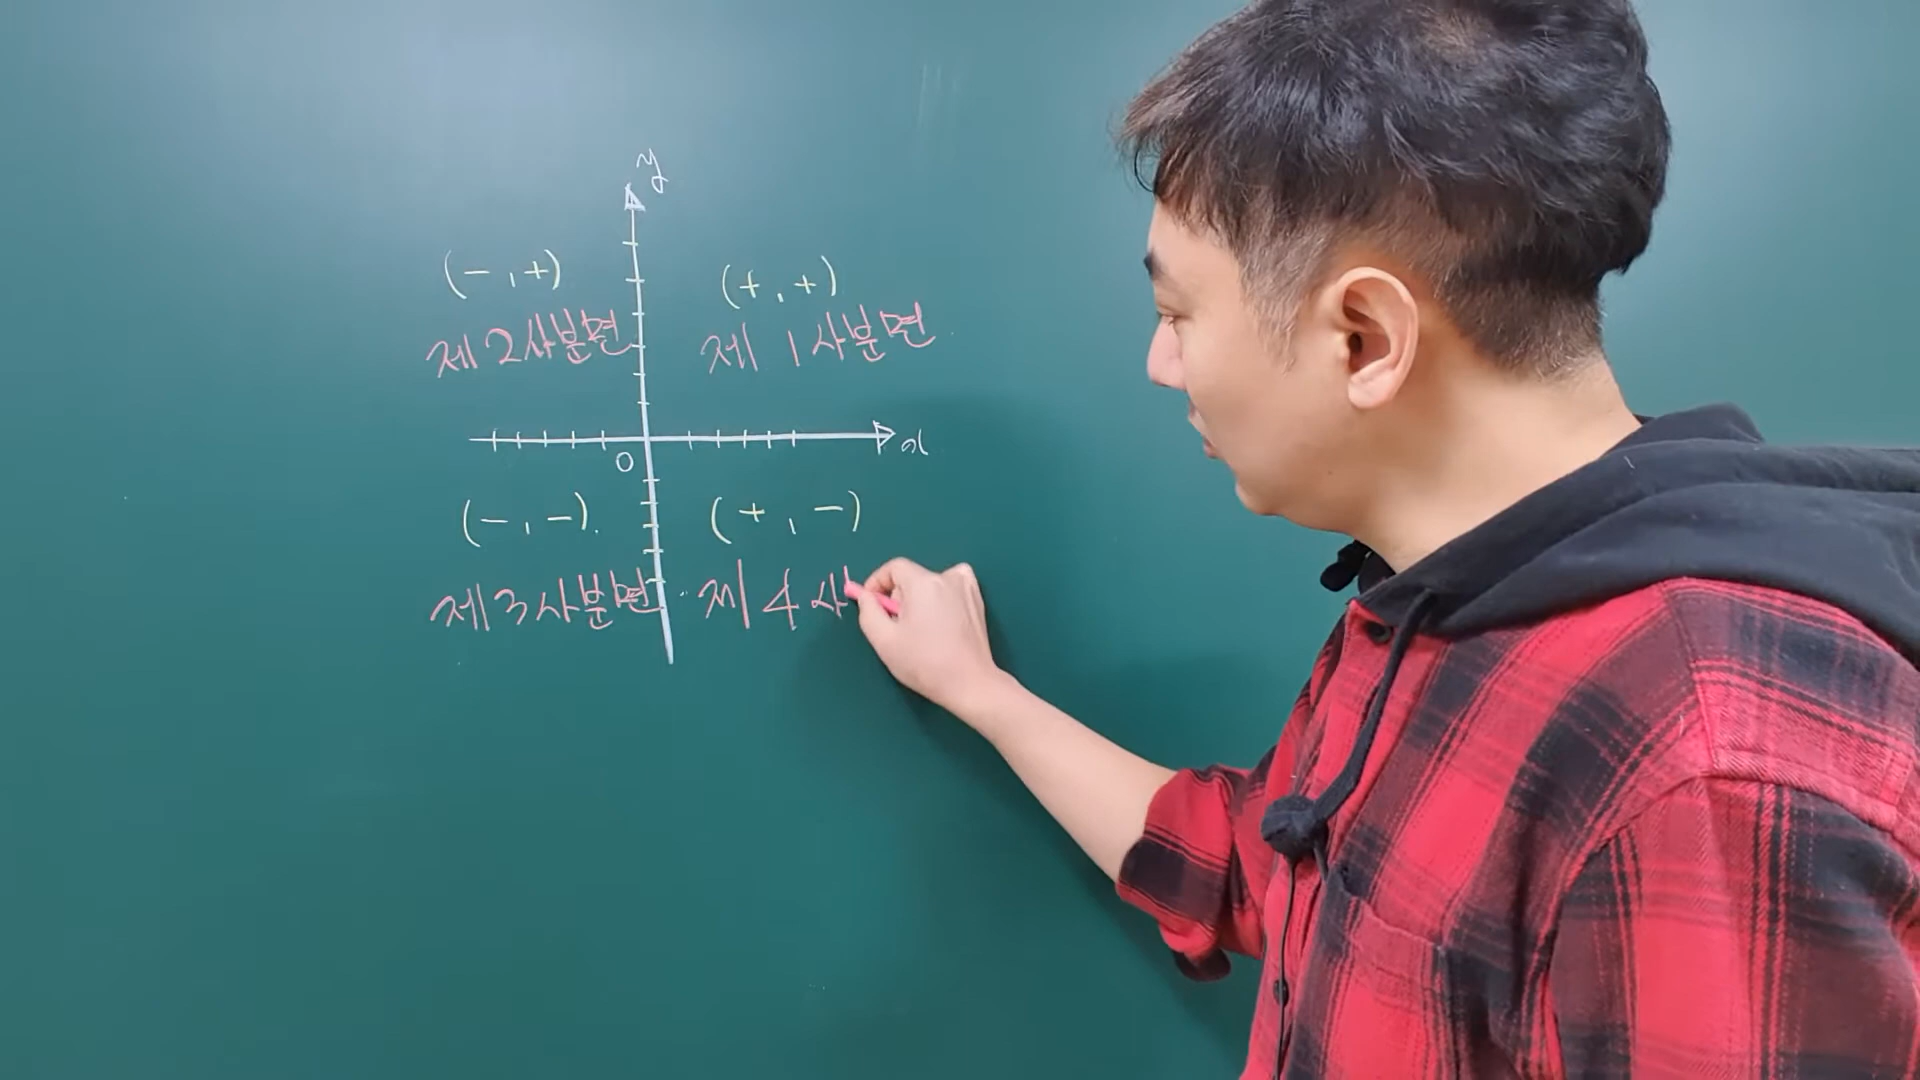 y
(-,+) (+,+)
제2사분면 제1사분면
x
0
(-,-). (+,-)
제3사분면 제4사